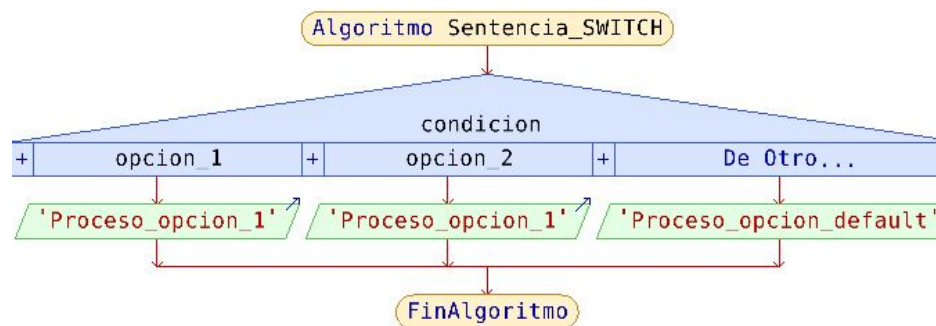 Algoritmo Sentencia_SWITCH
condicion
+ opcion_1 + opcion_2 + De Otro...
'Proceso_opcion_1' 'Proceso_opcion_1' 'Proceso_opcion_default'
FinAlgoritmo